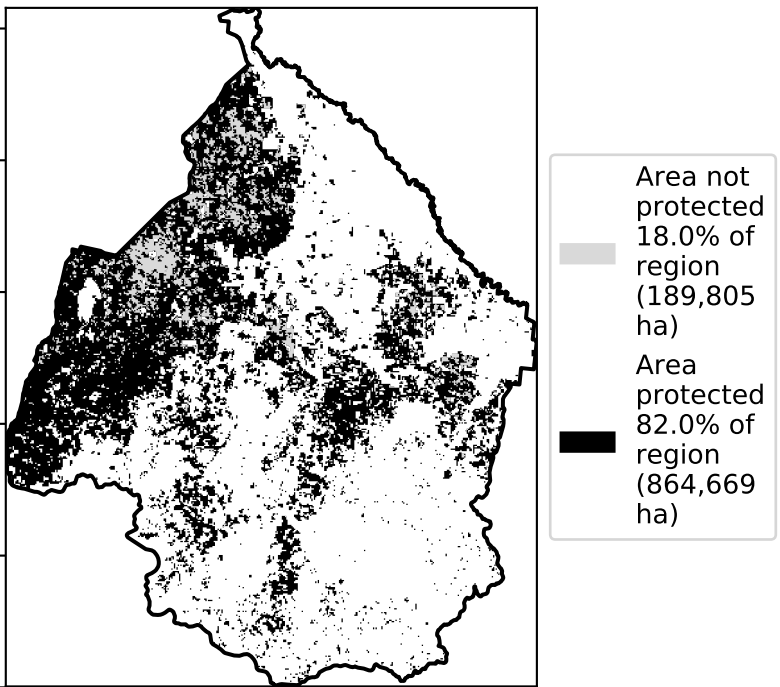 Area not
protected
18.0% of
region
(189,805
ha)
Area
protected
82.0% of
region
(864,669
ha)